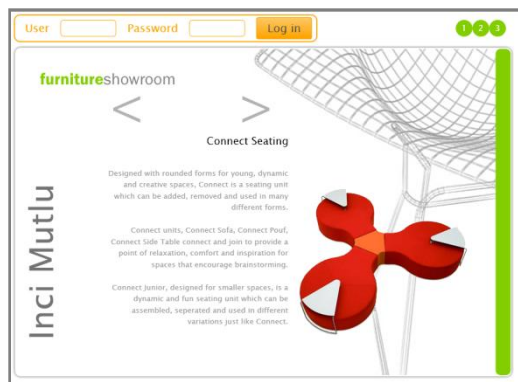 User Password Log in 1 2 3
furnitureshowroom
< >
Connect Seating
Designed with rounded forms for young, dynamic
and creative spaces, Connect is a seating unit
which can be added, removed and used in many
different forms.
Connect units, Connect Sofa, Connect Pouf,
Connect Side Table connect and join to provide a
point of relaxation, comfort and inspiration for
spaces that encourage brainstorming.
Connect Junior, designed for smaller spaces, is a
dynamic and fun seating unit which can be
assembled, seperated and used in different
variations just like Connect.
Inci Mutlu